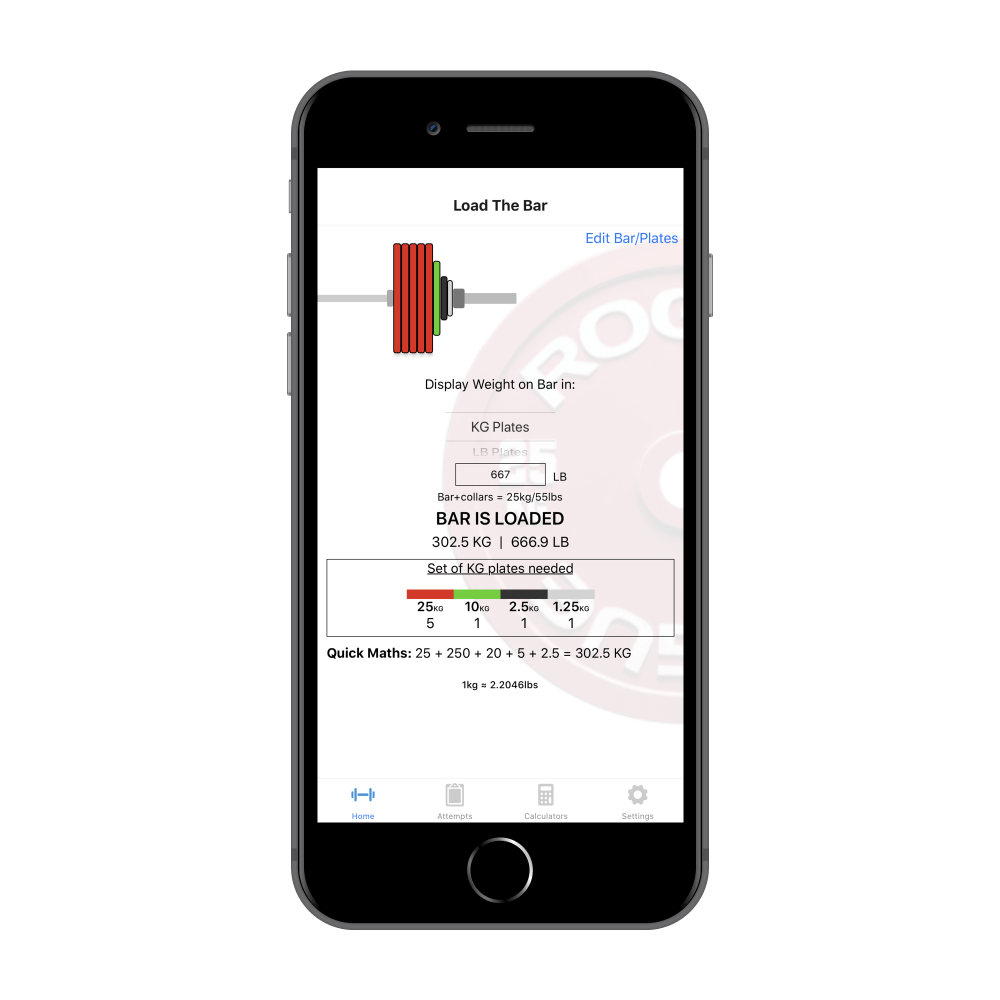 Load The Bar
Edit Bar/Plates
Display Weight on Bar in:
KG Plates
LB Plates
667 LB
Bar+collars = 25kg/55lbs
BAR IS LOADED
302.5 KG | 666.9 LB
Set of KG plates needed
25KG 10KG 2.5KG 1.25KG
5 1 1 1
Quick Maths: 25 + 250 + 20 + 5 + 2.5 = 302.5 KG
1kg ≈ 2.2046lbs
Home Attempts Calculators Settings